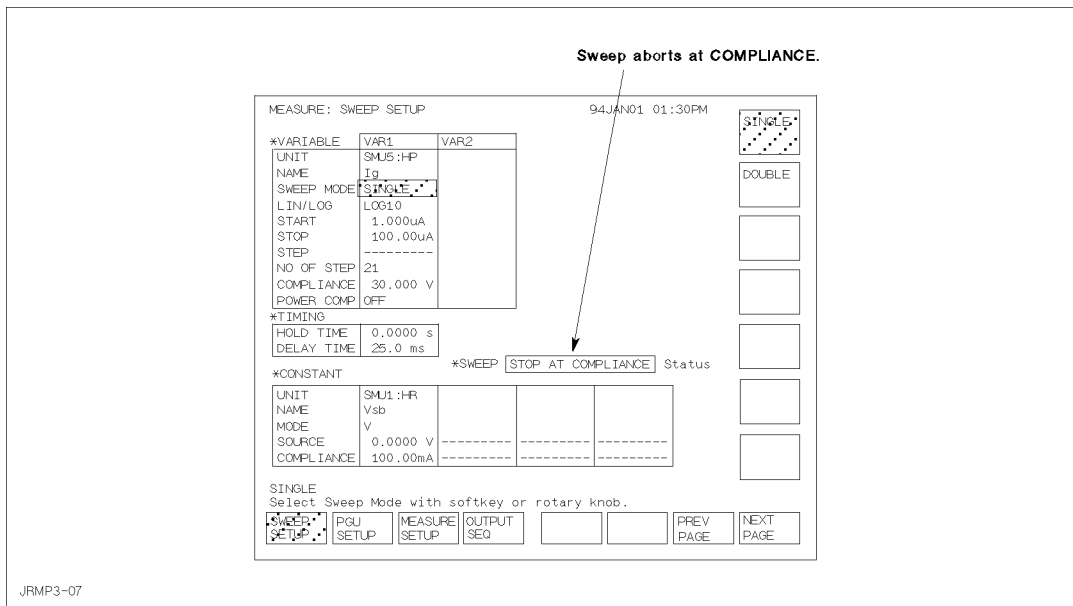 Sweep aborts at COMPLIANCE.
MEASURE: SWEEP SETUP 94JAN01 01:30PM
*VARIABLE VAR1 VAR2
UNIT SMU5:HP
NAME Ig
SWEEP MODE SINGLE
LIN/LOG LOG10
START 1.000uA
STOP 100.00uA
STEP ---------
NO OF STEP 21
COMPLIANCE 30.000 V
POWER COMP OFF
*TIMING
HOLD TIME 0.0000 s
DELAY TIME 25.0 ms
*SWEEP STOP AT COMPLIANCE Status
*CONSTANT
UNIT SMU1:HR
NAME Vsb
MODE V
SOURCE 0.0000 V --------- --------- ---------
COMPLIANCE 100.00mA --------- --------- ---------
SINGLE
Select Sweep Mode with softkey or rotary knob.
SWEEP SETUP
PGU SETUP
MEASURE SETUP
OUTPUT SEQ
PREV PAGE
NEXT PAGE
SINGLE
DOUBLE
JRMP3-07